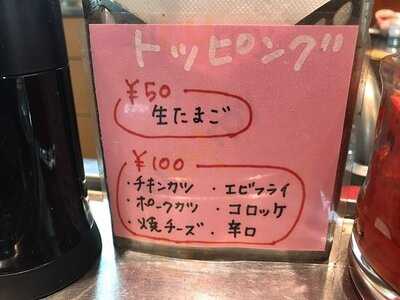 トッピング
¥50
生たまご
¥100
・チキンカツ ・エビフライ
・ポークカツ ・コロッケ
・焼チーズ ・辛口